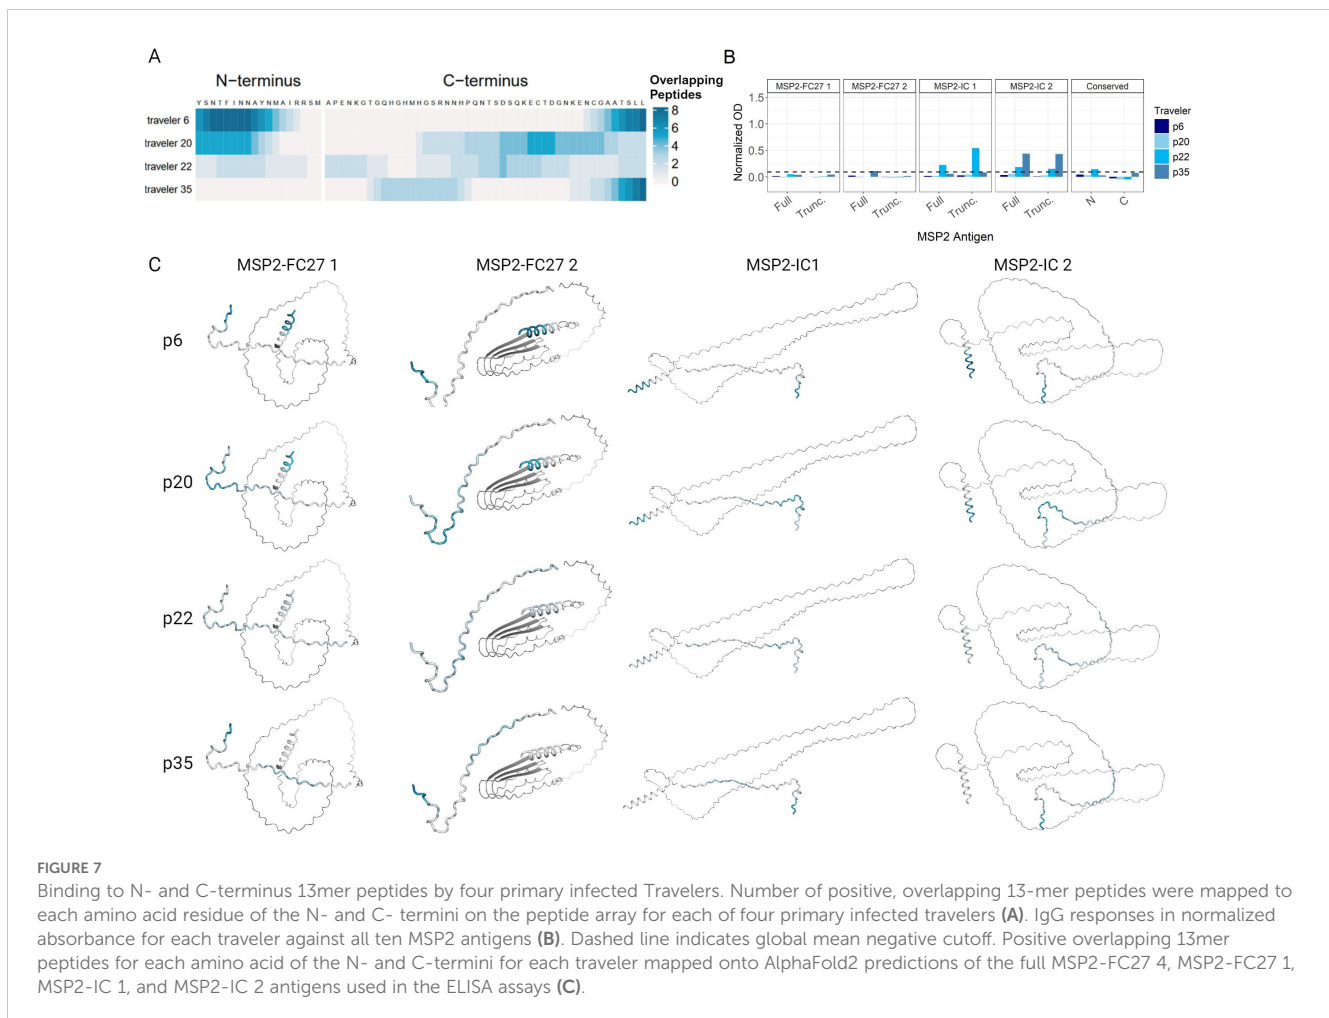 A
N-terminus
C-terminus
Overlapping
Peptides
YSNTFINNAYNMAIRRSM
APENKGTGQHGHMHGSRNNHPQNTSDSQKECTDGNKENCGAATSLL
traveler 6
traveler 20
traveler 22
traveler 35
8
6
4
2
0
B
MSP2-FC27 1
MSP2-FC27 2
MSP2-IC 1
MSP2-IC 2
Conserved
1.5
1.0
0.5
0.0
Normalized OD
Full
Trunc.
Full
Trunc.
Full
Trunc.
Full
Trunc.
N
C
MSP2 Antigen
Traveler
p6
p20
p22
p35
C
MSP2-FC27 1
MSP2-FC27 2
MSP2-IC1
MSP2-IC 2
p6
p20
p22
p35
FIGURE 7
Binding to N- and C-terminus 13mer peptides by four primary infected Travelers. Number of positive, overlapping 13-mer peptides were mapped to
each amino acid residue of the N- and C- termini on the peptide array for each of four primary infected travelers (A). IgG responses in normalized
absorbance for each traveler against all ten MSP2 antigens (B). Dashed line indicates global mean negative cutoff. Positive overlapping 13mer
peptides for each amino acid of the N- and C-termini for each traveler mapped onto AlphaFold2 predictions of the full MSP2-FC27 4, MSP2-FC27 1,
MSP2-IC 1, and MSP2-IC 2 antigens used in the ELISA assays (C).